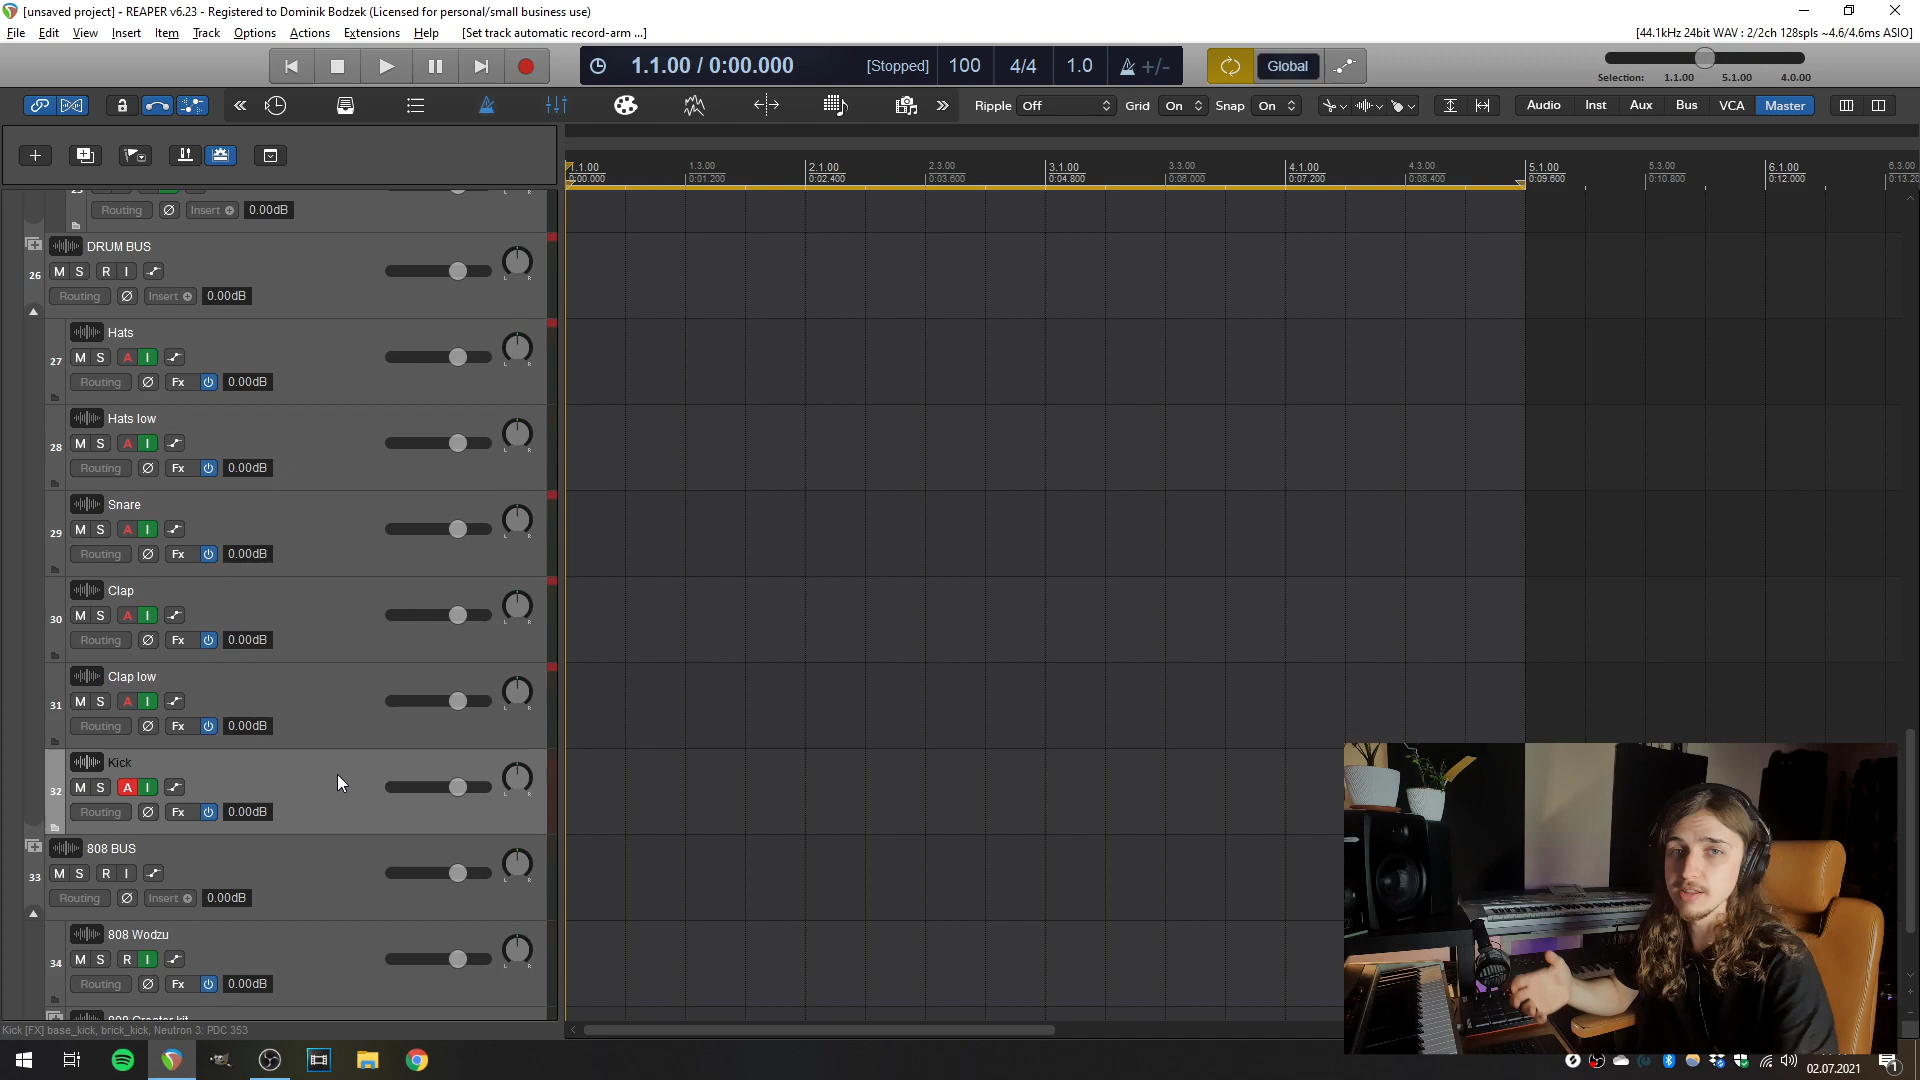 [unsaved project] - REAPER v6.23 - Registered to Dominik Bodzek (Licensed for personal/small business use)
File Edit View Insert Item Track Options Actions Extensions Help [Set track automatic record-arm ...]
[44.1kHz 24bit WAV : 2/2ch 128spls ~4.6/4.6ms ASIO]
1.1.00 / 0:00.000 [Stopped] 100 4/4 1.0 +/-
Global
Selection: 1.1.00 5.1.00 4.0.00
Ripple Off Grid On Snap On
Audio Inst Aux Bus VCA Master
1.1.00 1.3.00 2.1.00 2.3.00 3.1.00 3.3.00 4.1.00 4.3.00 5.1.00 5.3.00 6.1.00 6.3.00
0:00.000 0:01.200 0:02.400 0:03.600 0:04.800 0:06.000 0:07.200 0:08.400 0:09.600 0:10.800 0:12.000 0:13.20
Routing Ø Insert 0.00dB
DRUM BUS
26 M S R I
Routing Ø Insert 0.00dB
Hats
27 M S A I
Routing Ø Fx 0.00dB
Hats low
28 M S A I
Routing Ø Fx 0.00dB
Snare
29 M S A I
Routing Ø Fx 0.00dB
Clap
30 M S A I
Routing Ø Fx 0.00dB
Clap low
31 M S A I
Routing Ø Fx 0.00dB
Kick
32 M S A I
Routing Ø Fx 0.00dB
808 BUS
33 M S R I
Routing Ø Insert 0.00dB
808 Wodzu
34 M S R I
Routing Ø Fx 0.00dB
Kick [FX] base_kick, brick_kick, Neutron 3: PDC 353
02.07.2021